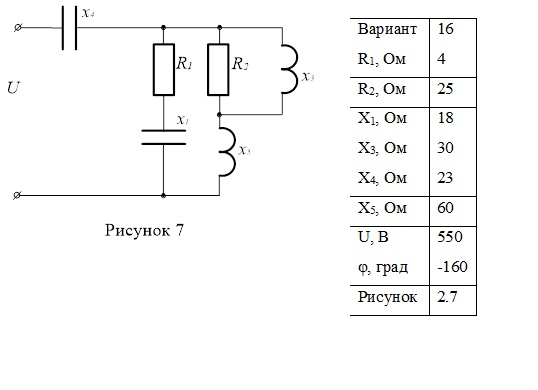 x₄
R₁
R₂
x₃
U
x₁
x₅
Рисунок 7
Вариант 16
R₁, Ом 4
R₂, Ом 25
X₁, Ом 18
X₃, Ом 30
X₄, Ом 23
X₅, Ом 60
U, В 550
φ, град -160
Рисунок 2.7